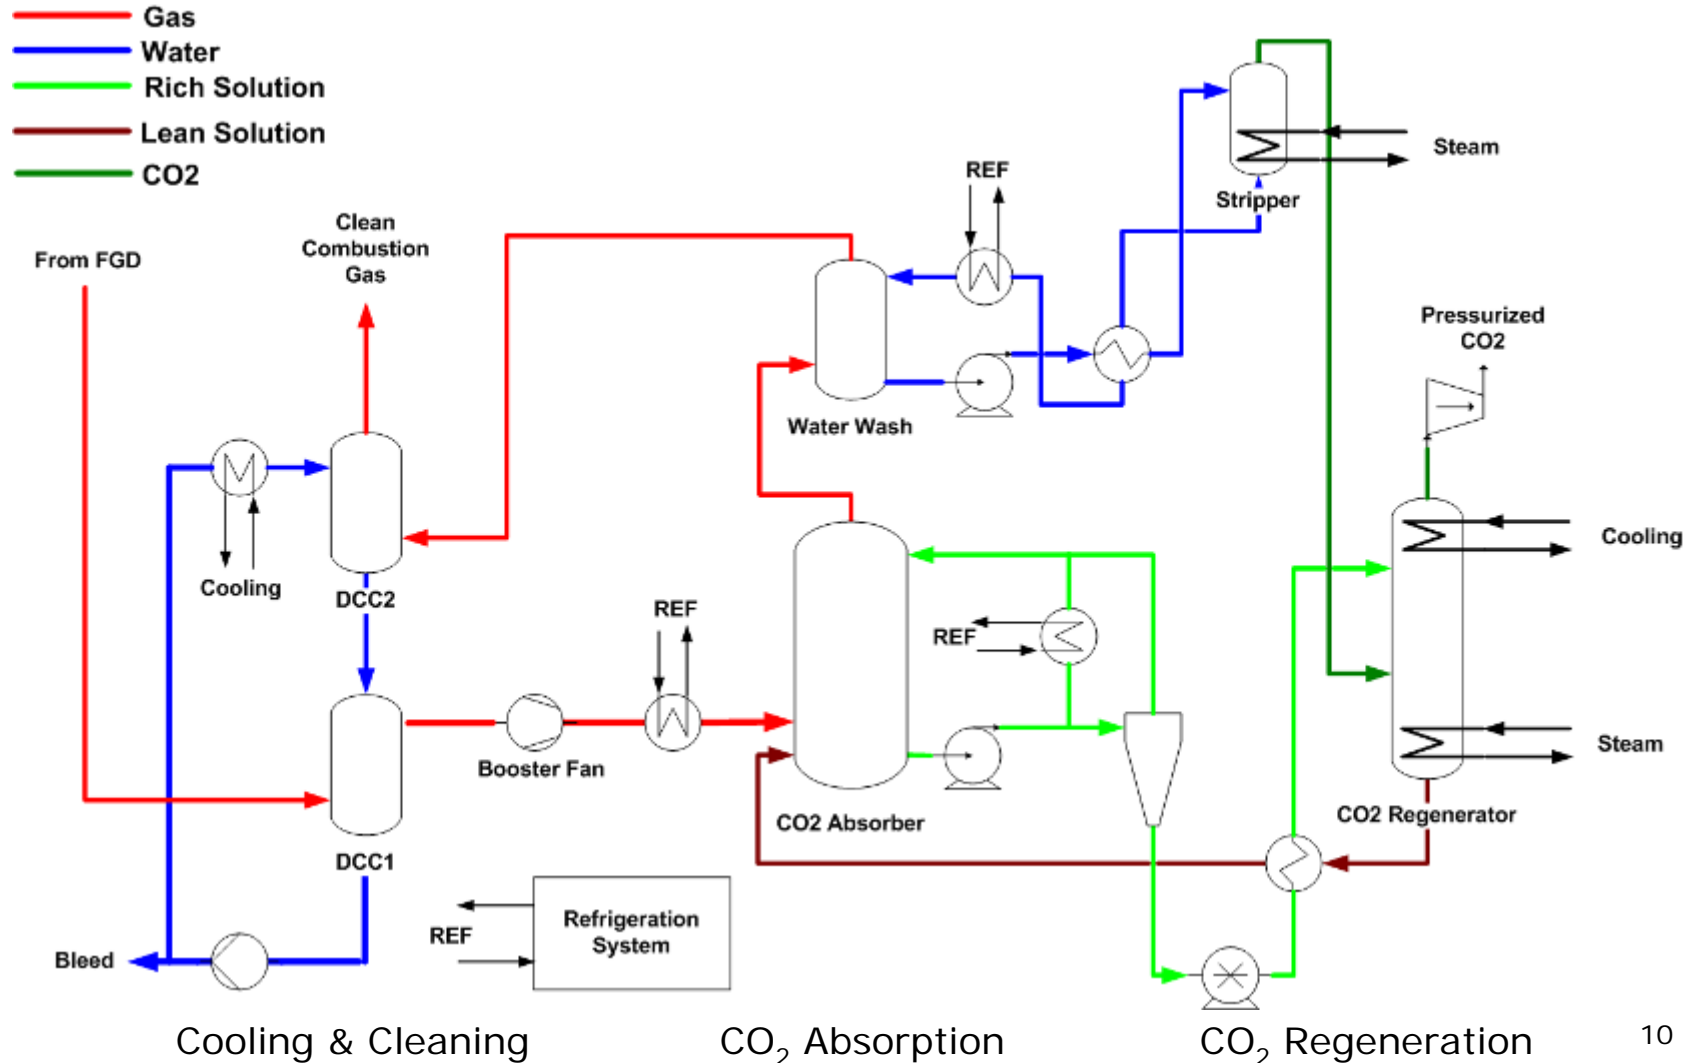 Gas
Water
Rich Solution
Lean Solution
CO2
From FGD
Clean
Combustion
Gas
REF
Stripper
Steam
Pressurized
CO2
Water Wash
Cooling
DCC2
REF
REF
Cooling
Booster Fan
CO2 Absorber
Steam
CO2 Regenerator
DCC1
Bleed
REF
Refrigeration
System
Cooling & Cleaning
CO2 Absorption
CO2 Regeneration
10